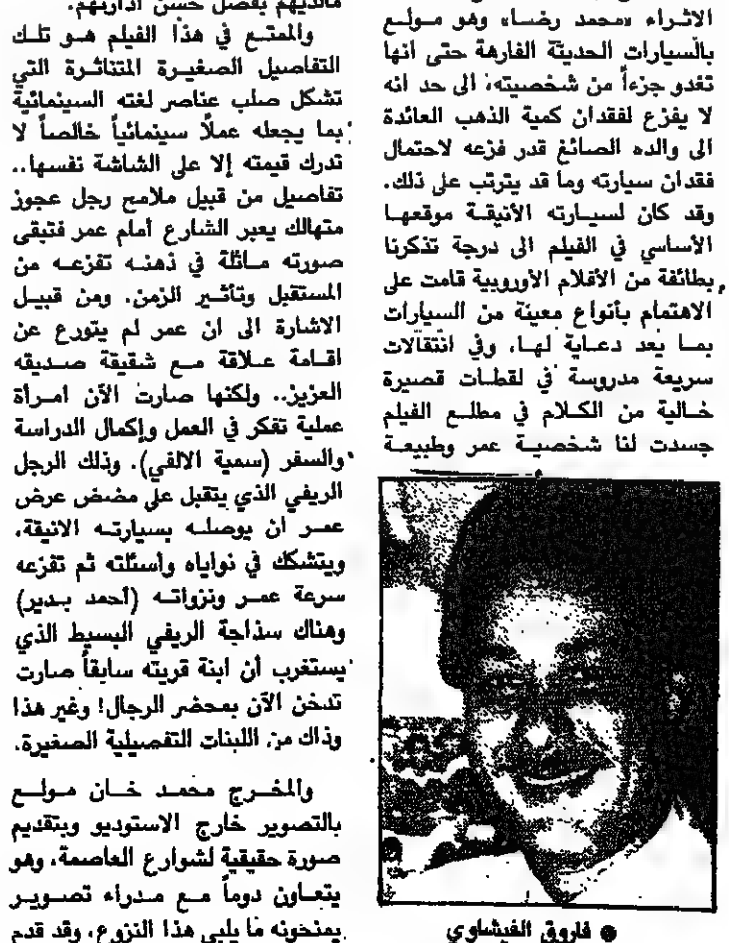 الاثراء «محمد رضا» وهو مولع
بالسيارات الحديثة الفارهة حتى انها
تغدو جزءاً من شخصيته، الى حد انه
لا يفزع لفقدان كمية الذهب العائدة
الى والده الصائغ قدر فزعه لاحتمال
فقدان سيارته وما قد يترتب على ذلك.
وقد كان لسيارته الأنيقة موقعها
الأساسي في الفيلم الى درجة تذكرنا
بطائفة من الأفلام الأوروبية قامت على
الاهتمام بأنواع معينة من السيارات
بما يعد دعاية لها. وفي انتقالات
سريعة مدروسة في لقطات قصيرة
خالية من الكلام في مطلع الفيلم
جسدت لنا شخصية عمر وطبيعة
● فاروق الفيشاوي
مالديهم يفضل حسن ادارتهم.
والممتع في هذا الفيلم هو تلك
التفاصيل الصغيرة المتناثرة التي
تشكل صلب عناصر لغته السينمائية
بما يجعله عملاً سينمائياً خالصاً لا
تدرك قيمته إلا على الشاشة نفسها..
تفاصيل من قبيل ملامح رجل عجوز
متهالك يعبر الشارع أمام عمر فتبقى
صورته ماثلة في ذهنه تفزعه من
المستقبل وتأثير الزمن. ومن قبيل
الاشارة الى ان عمر لم يتورع عن
اقامة علاقة مع شقيقة صديقه
العزيز.. ولكنها صارت الآن امرأة
عملية تفكر في العمل وإكمال الدراسة
والسفر (سمية الالفي). وذلك الرجل
الريفي الذي يتقبل على مضض عرض
عمر ان يوصله بسيارته الانيقة،
ويتشكك في نواياه وأسئلته ثم تفزعه
سرعة عمر ونزواته (أحمد بدير)
وهناك سذاجة الريفي البسيط الذي
يستغرب أن ابنة قريته سابقاً صارت
تدخن الآن بمحضر الرجال! وغير هذا
وذاك من اللبنات التفصيلية الصغيرة.
والمخرج محمد خان مولع
بالتصوير خارج الاستوديو وبتقديم
صورة حقيقية لشوارع العاصمة، وهو
يتعاون دوماً مع مدراء تصوير
يمنحونه ما يلبي هذا النزوع، وقد قدم